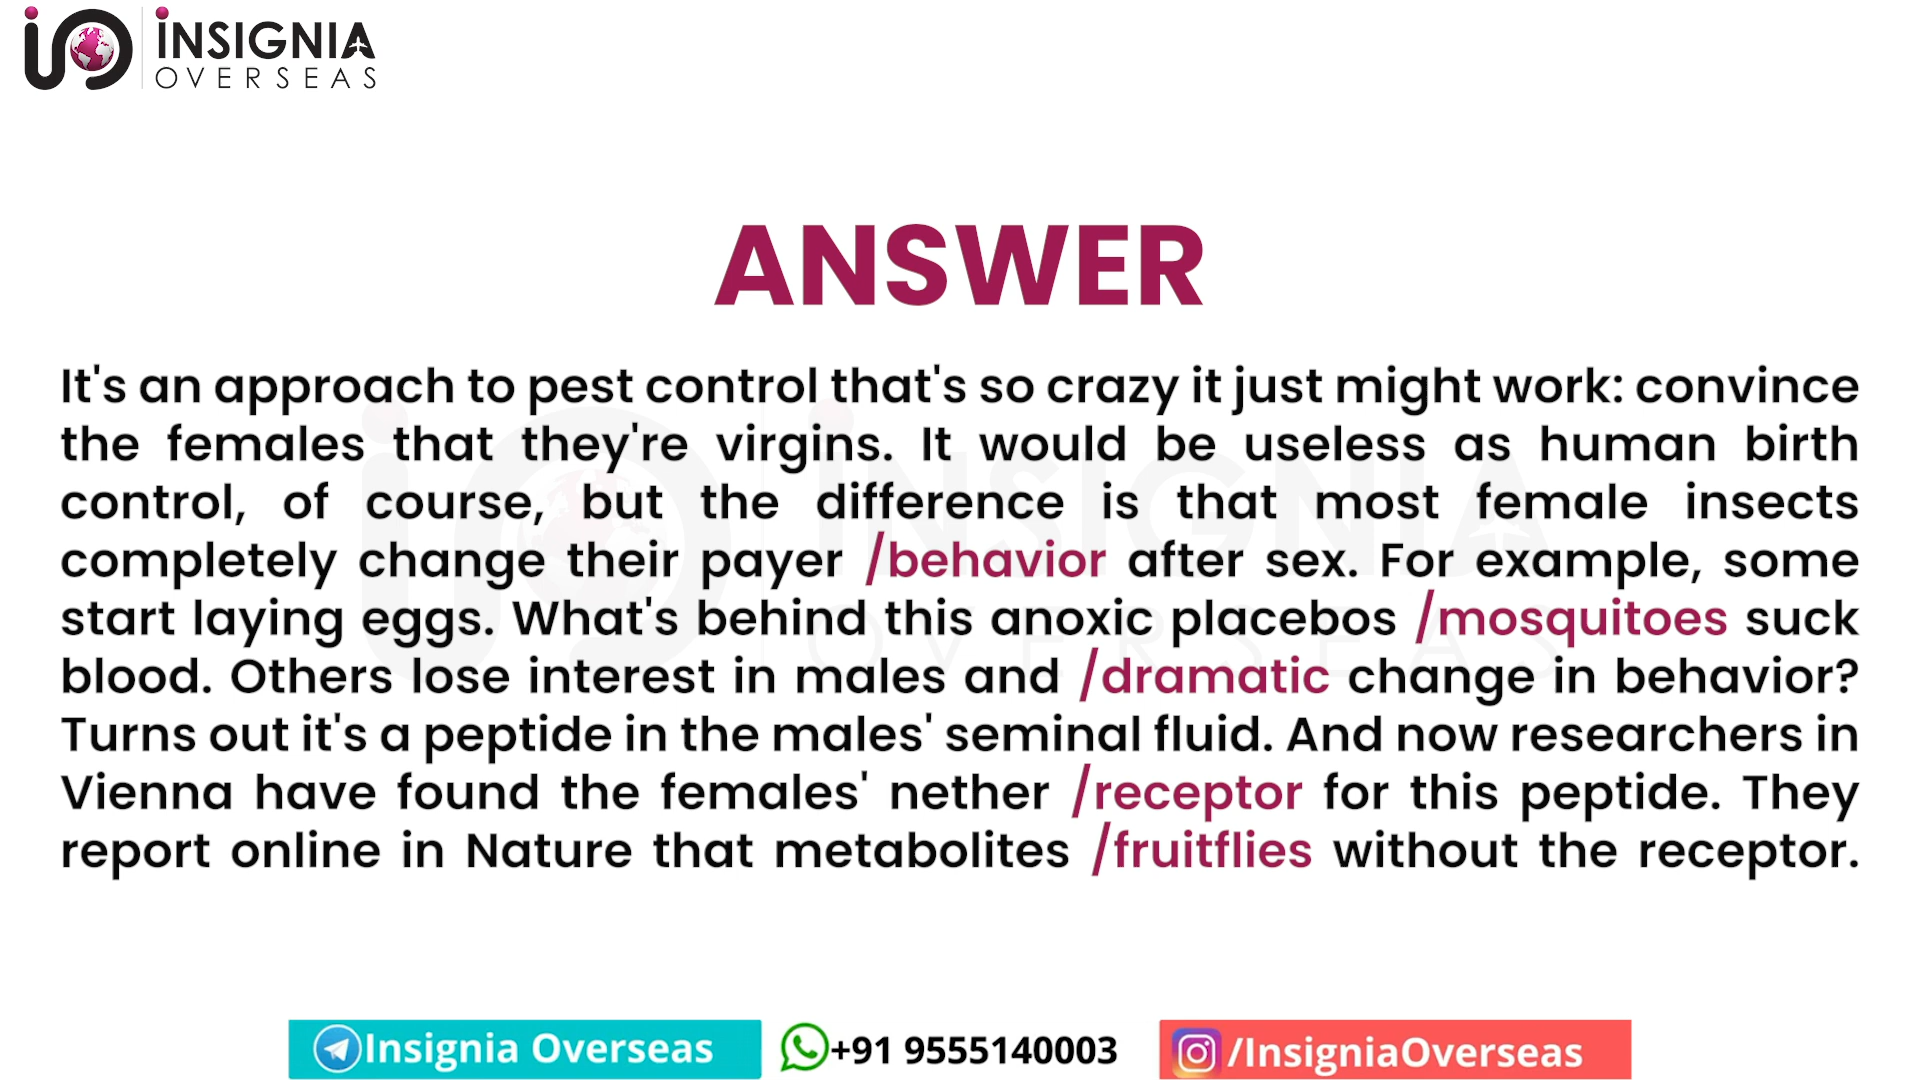 iNSIGNIA
OVERSEAS
ANSWER
It's an approach to pest control that's so crazy it just might work: convince
the females that they're virgins. It would be useless as human birth
control, of course, but the difference is that most female insects
completely change their payer /behavior after sex. For example, some
start laying eggs. What's behind this anoxic placebos /mosquitoes suck
blood. Others lose interest in males and /dramatic change in behavior?
Turns out it's a peptide in the males' seminal fluid. And now researchers in
Vienna have found the females' nether /receptor for this peptide. They
report online in Nature that metabolites /fruitflies without the receptor.
Insignia Overseas
+91 9555140003
/InsigniaOverseas